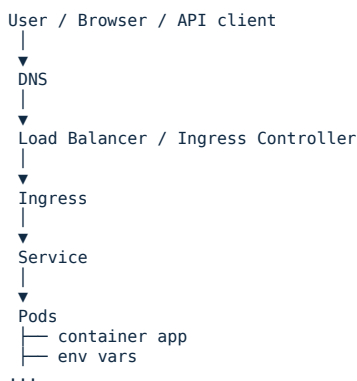 User / Browser / API client
│
▼
DNS
│
▼
Load Balancer / Ingress Controller
│
▼
Ingress
│
▼
Service
│
▼
Pods
├── container app
├── env vars
...